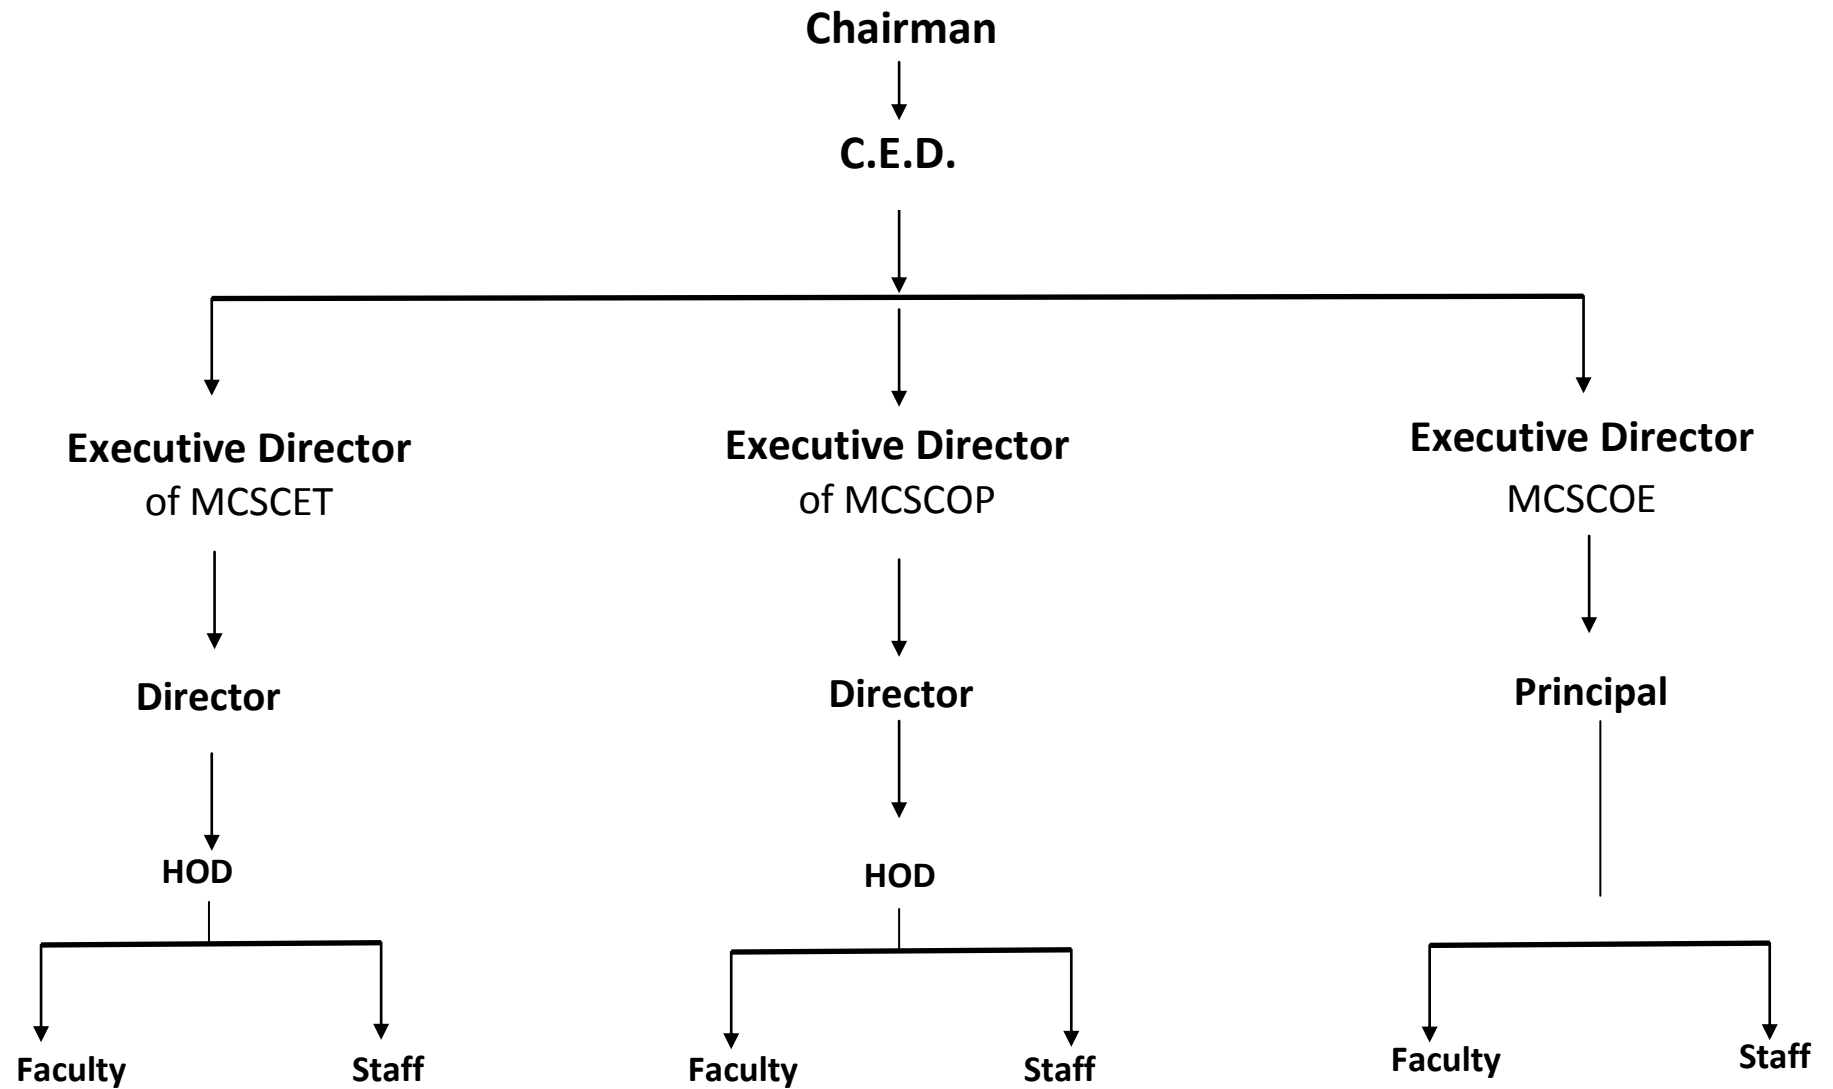 Chairman
C.E.D.
Executive Director
of MCSCET
Executive Director
of MCSCOP
Executive Director
MCSCOE
Director
Director
Principal
HOD
HOD
Faculty
Staff
Faculty
Staff
Faculty
Staff